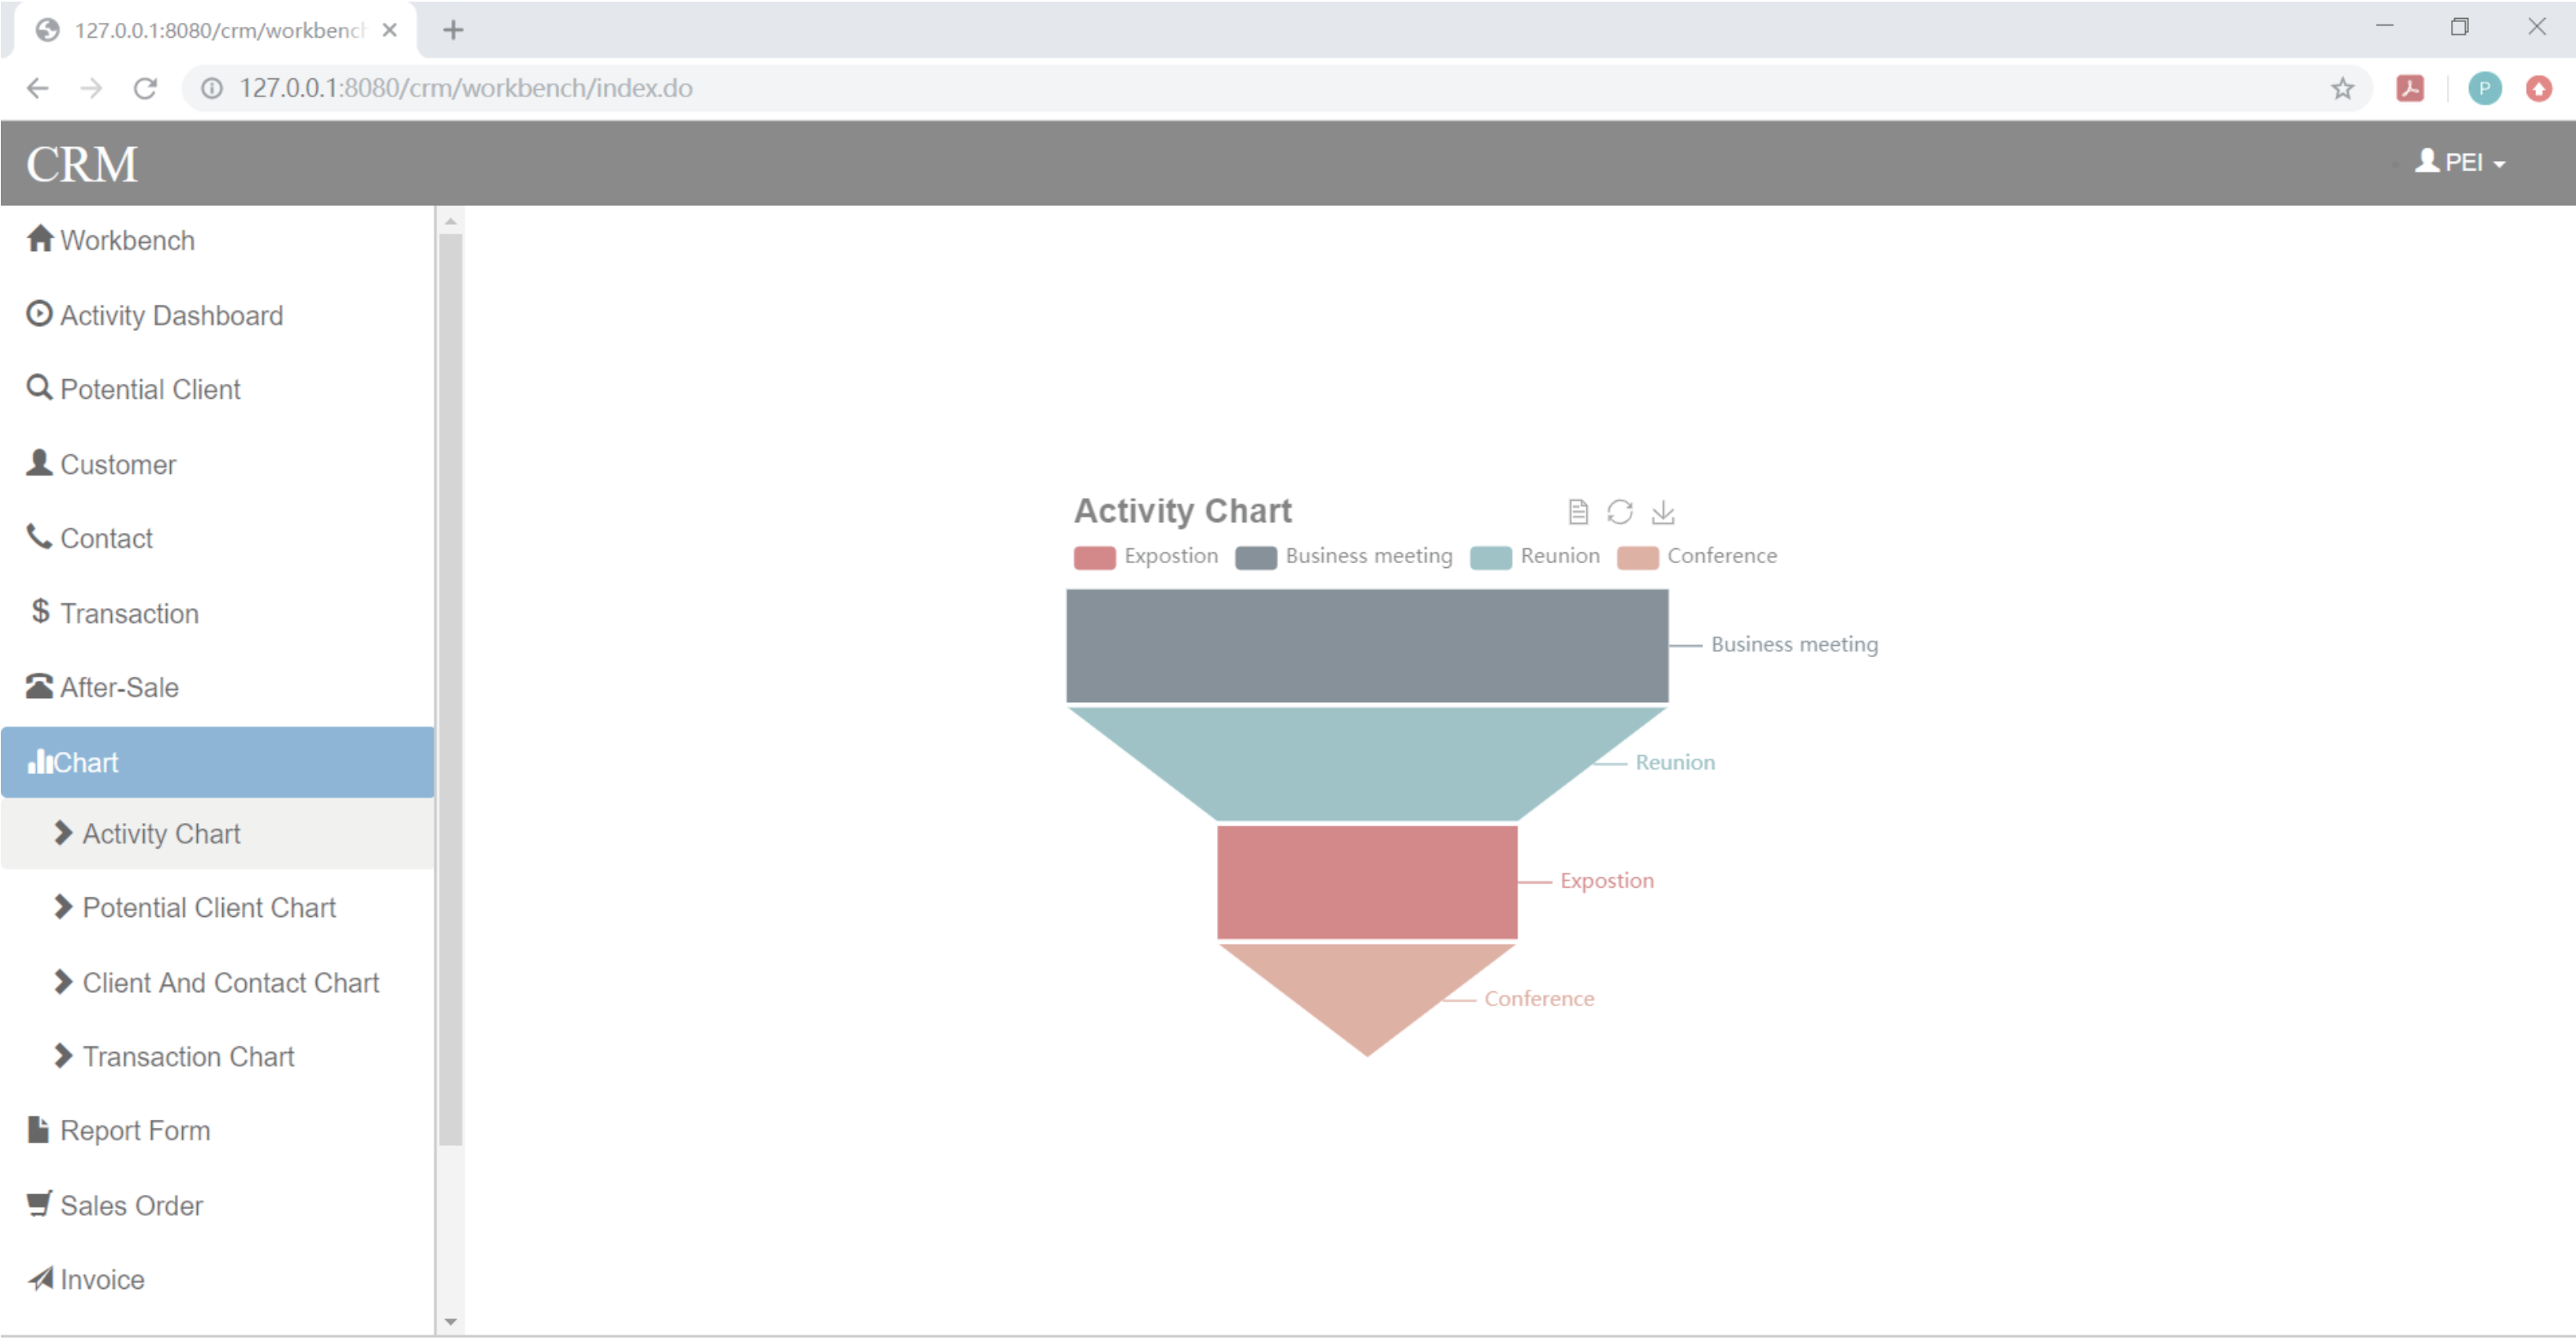 127.0.0.1:8080/crm/workbench
127.0.0.1:8080/crm/workbench/index.do
P
CRM
PEI
Workbench
Activity Dashboard
Potential Client
Customer
Contact
Transaction
After-Sale
Chart
Activity Chart
Potential Client Chart
Client And Contact Chart
Transaction Chart
Report Form
Sales Order
Invoice
Activity Chart
Expostion Business meeting Reunion Conference
Business meeting
Reunion
Expostion
Conference